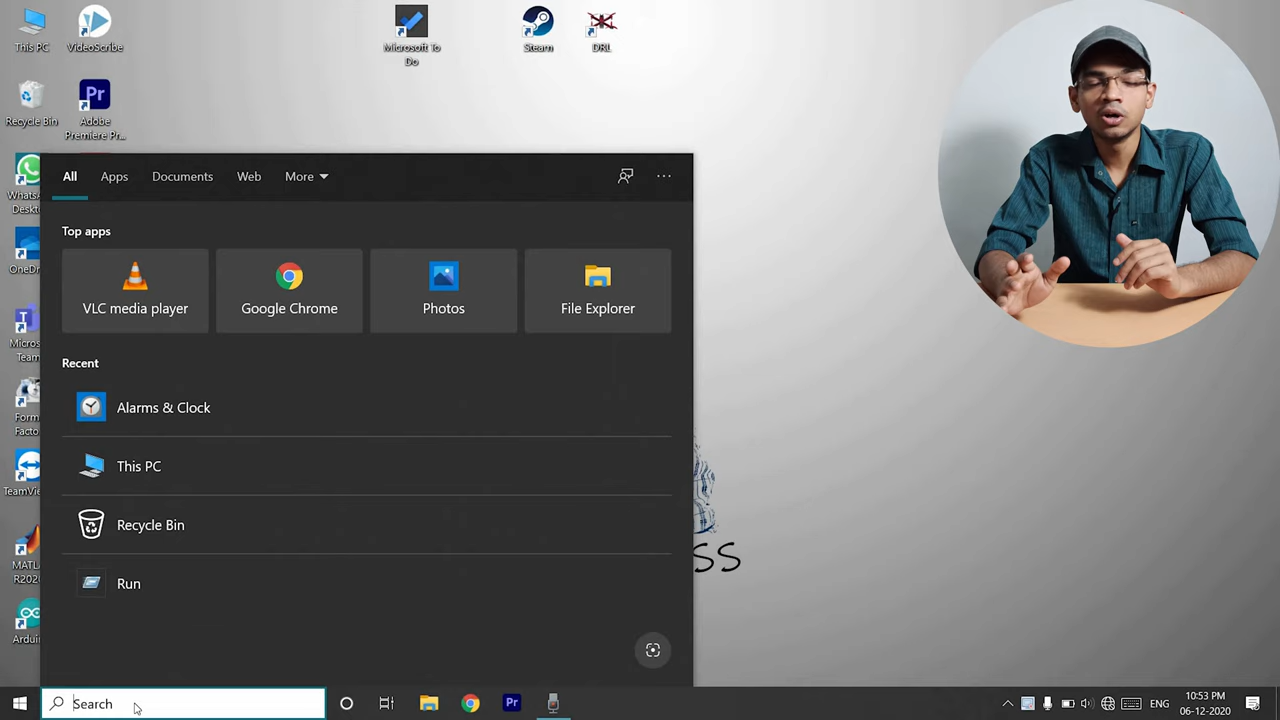 This PC
VideoScribe
Microsoft To
Do
Steam
DRL
Recycle Bin
Adobe
Premiere Pr...
All
Apps
Documents
Web
More
Top apps
VLC media player
Google Chrome
Photos
File Explorer
Recent
Alarms & Clock
This PC
Recycle Bin
Run
Arduin
ss
Search
ENG
10:53 PM
06-12-2020